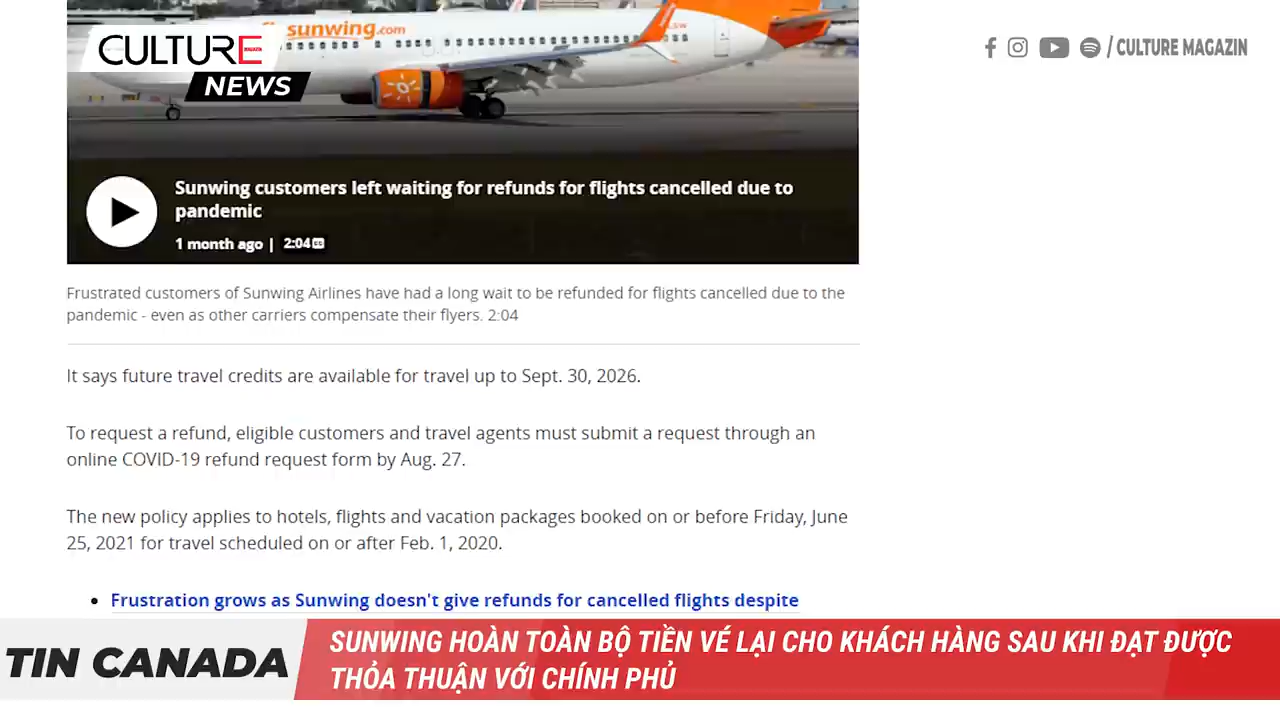 sunwing.com
CULTURE
NEWS
/ CULTURE MAGAZIN
Sunwing customers left waiting for refunds for flights cancelled due to
pandemic
1 month ago | 2:04
Frustrated customers of Sunwing Airlines have had a long wait to be refunded for flights cancelled due to the
pandemic - even as other carriers compensate their flyers. 2:04
It says future travel credits are available for travel up to Sept. 30, 2026.
To request a refund, eligible customers and travel agents must submit a request through an
online COVID-19 refund request form by Aug. 27.
The new policy applies to hotels, flights and vacation packages booked on or before Friday, June
25, 2021 for travel scheduled on or after Feb. 1, 2020.
• Frustration grows as Sunwing doesn't give refunds for cancelled flights despite
TIN CANADA
SUNWING HOÀN TOÀN BỘ TIỀN VÉ LẠI CHO KHÁCH HÀNG SAU KHI ĐẠT ĐƯỢC
THỎA THUẬN VỚI CHÍNH PHỦ